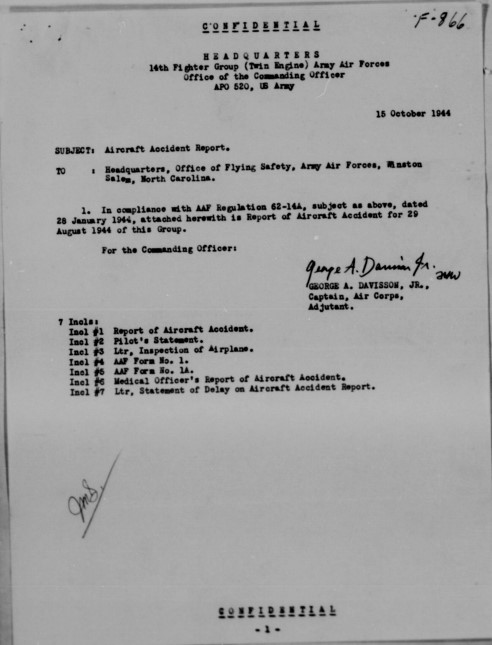 CONFIDENTIAL
F-866
HEADQUARTERS
14th Fighter Group (Twin Engine) Army Air Forces
Office of the Commanding Officer
APO 520, US Army
15 October 1944
SUBJECT: Aircraft Accident Report.
TO : Headquarters, Office of Flying Safety, Army Air Forces, Winston
Salem, North Carolina.
1. In compliance with AAF Regulation 62-14A, subject as above, dated
28 January 1944, attached herewith is Report of Aircraft Accident for 29
August 1944 of this Group.
For the Commanding Officer:
George A. Davisson Jr.
GEORGE A. DAVISSON, JR.,
Captain, Air Corps,
Adjutant.
7 Incls:
Incl #1 Report of Aircraft Accident.
Incl #2 Pilot's Statement.
Incl #3 Ltr, Inspection of Airplane.
Incl #4 AAF Form No. 1.
Incl #5 AAF Form No. 1A.
Incl #6 Medical Officer's Report of Aircraft Accident.
Incl #7 Ltr, Statement of Delay on Aircraft Accident Report.
CONFIDENTIAL
-1-